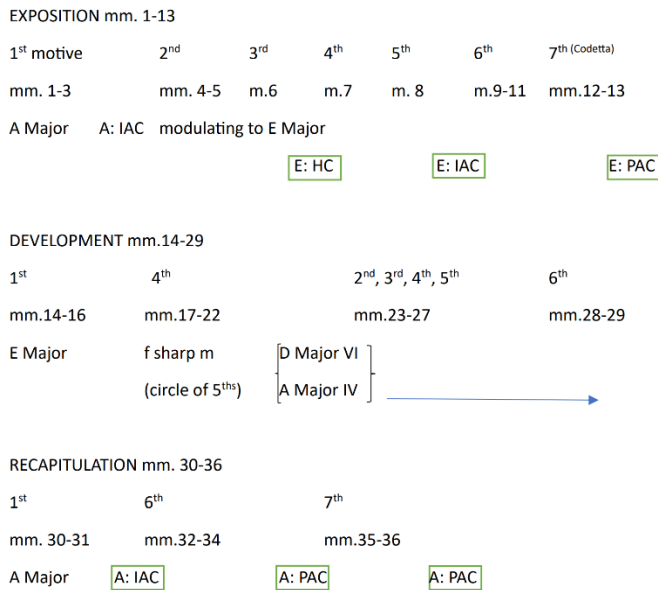 EXPOSITION mm. 1-13
1st motive 2nd 3rd 4th 5th 6th 7th (Codetta)
mm. 1-3 mm. 4-5 m.6 m.7 m. 8 m.9-11 mm.12-13
A Major A: IAC modulating to E Major
E: HC E: IAC E: PAC
DEVELOPMENT mm.14-29
1st 4th 2nd, 3rd, 4th, 5th 6th
mm.14-16 mm.17-22 mm.23-27 mm.28-29
E Major f sharp m D Major VI
(circle of 5ths) A Major IV
RECAPITULATION mm. 30-36
1st 6th 7th
mm. 30-31 mm.32-34 mm.35-36
A Major A: IAC A: PAC A: PAC